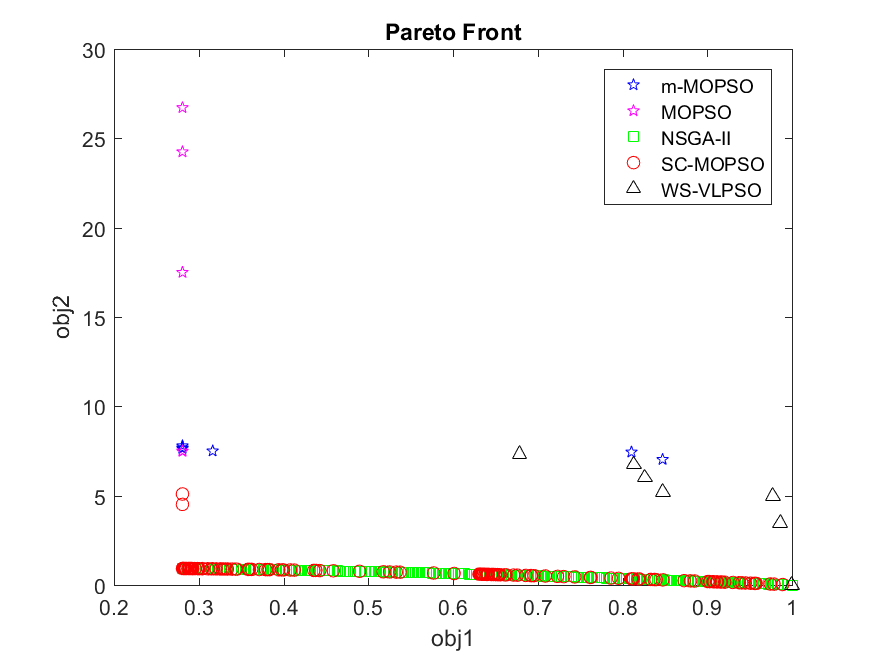 Pareto Front
30
25
20
15
10
5
0
obj2
m-MOPSO
MOPSO
NSGA-II
SC-MOPSO
WS-VLPSO
0.2 0.3 0.4 0.5 0.6 0.7 0.8 0.9 1
obj1